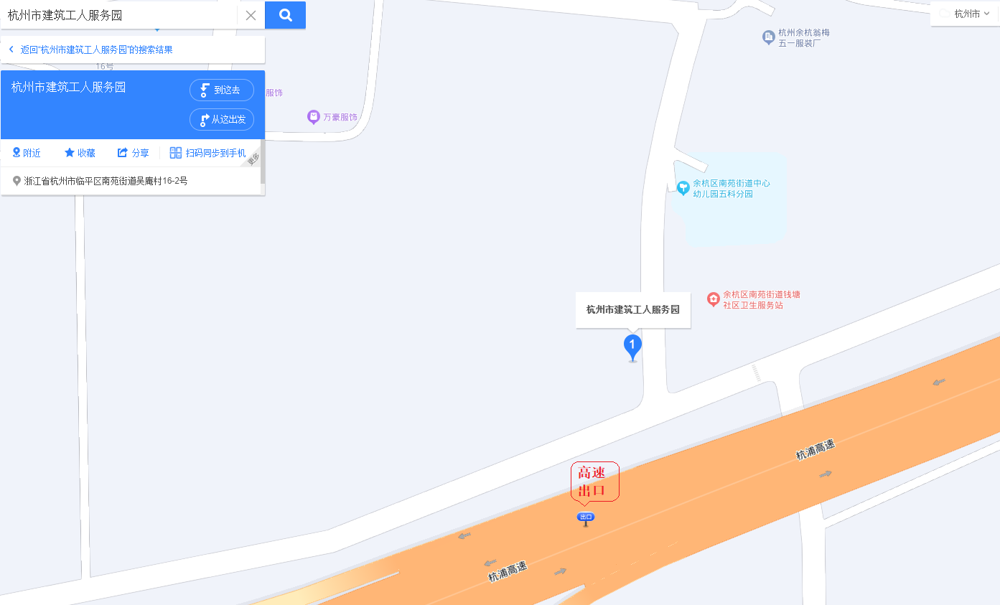 杭州市建筑工人服务园
杭州市
返回“杭州市建筑工人服务园”的搜索结果
16号
杭州市建筑工人服务园
到这去
从这出发
服饰
万豪服饰
附近
收藏
分享
扫码同步到手机
更多
浙江省杭州市临平区南苑街道吴庵村16-2号
杭州余杭翁梅
五一服装厂
余杭区南苑街道中心
幼儿园五科分园
余杭区南苑街道钱塘
社区卫生服务站
杭州市建筑工人服务园
1
杭浦高速
高速
出口
出口
杭浦高速